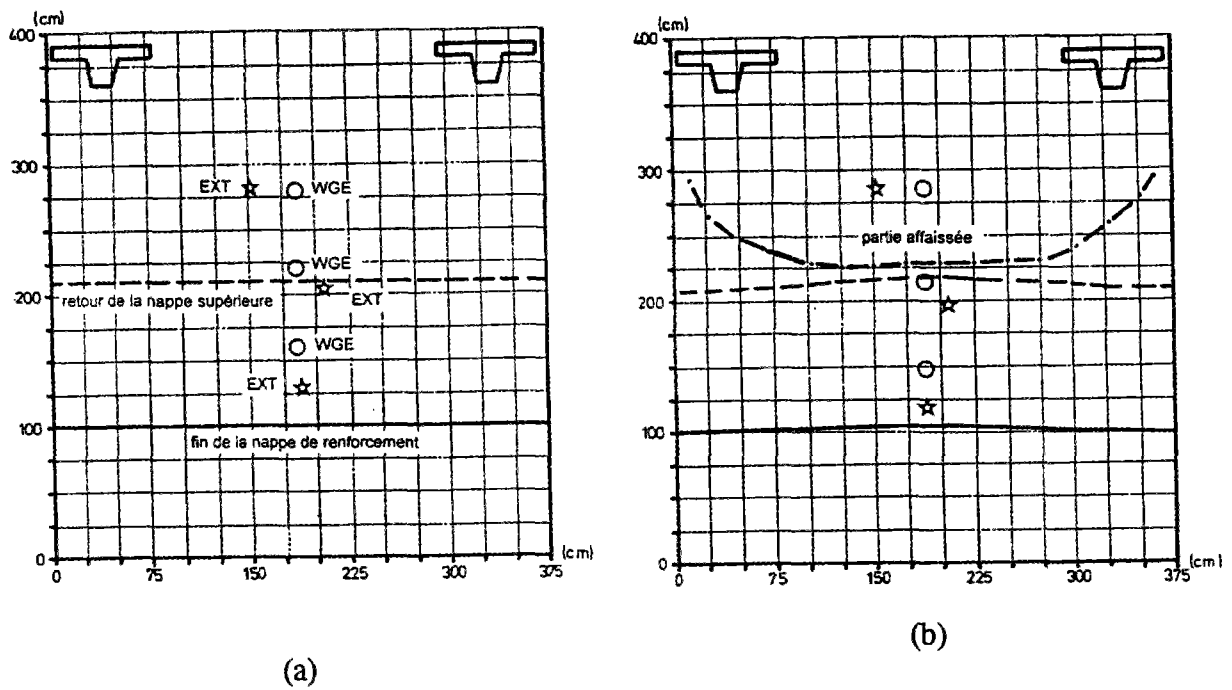 (cm)
400
300
200
100
0
EXT
WGE
WGE
retour de la nappe supérieure
EXT
WGE
EXT
fin de la nappe de renforcement
0 75 150 225 300 375 (cm)
(a)
(cm)
400
300
200
100
0
partie affaissée
0 75 150 225 300 375 (cm)
(b)